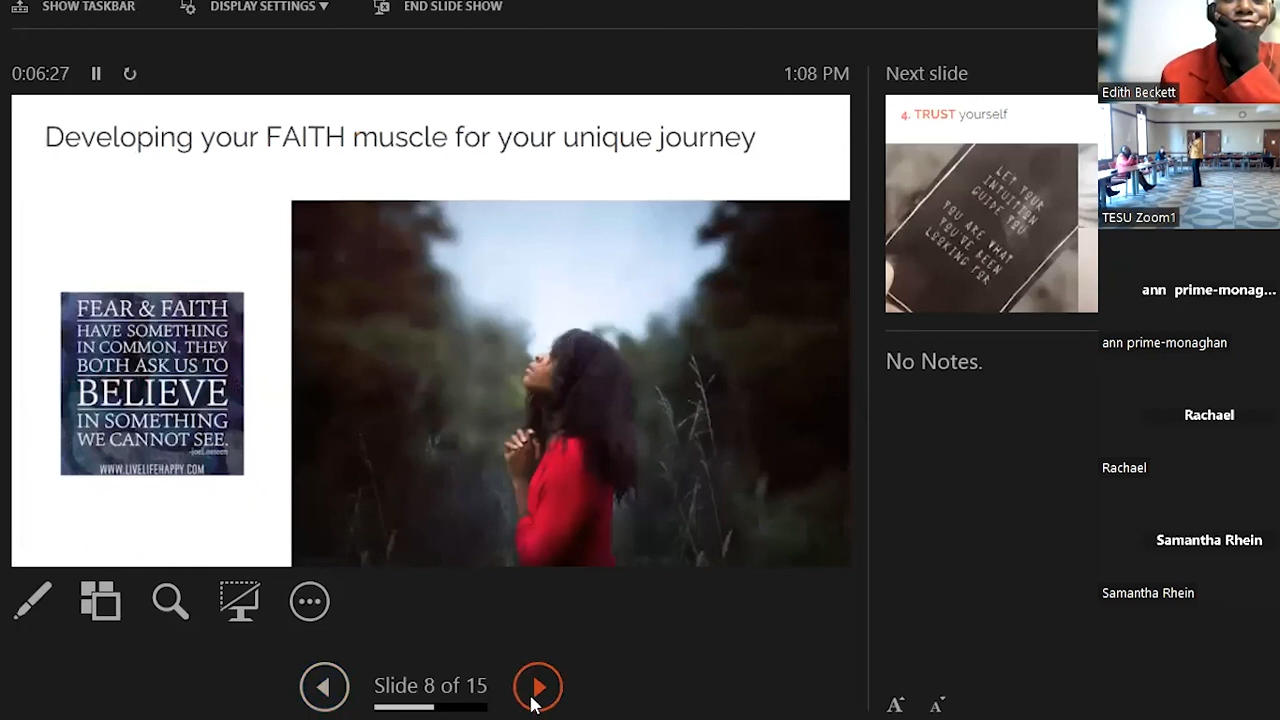 SHOW TASKBAR
DISPLAY SETTINGS ▼
END SLIDE SHOW
0:06:27
1:08 PM
Developing your FAITH muscle for your unique journey
FEAR & FAITH
HAVE SOMETHING
IN COMMON. THEY
BOTH ASK US TO
BELIEVE
IN SOMETHING
WE CANNOT SEE.
WWW.LIVELIFEHAPPY.COM
Slide 8 of 15
Next slide
4. TRUST yourself
LET YOUR
INTUITION
GUIDE YOU
YOU ARE WHAT
YOU'VE BEEN
LOOKING FOR
No Notes.
A A
Edith Beckett
TESU Zoom1
ann prime-monag...
ann prime-monaghan
Rachael
Rachael
Samantha Rhein
Samantha Rhein